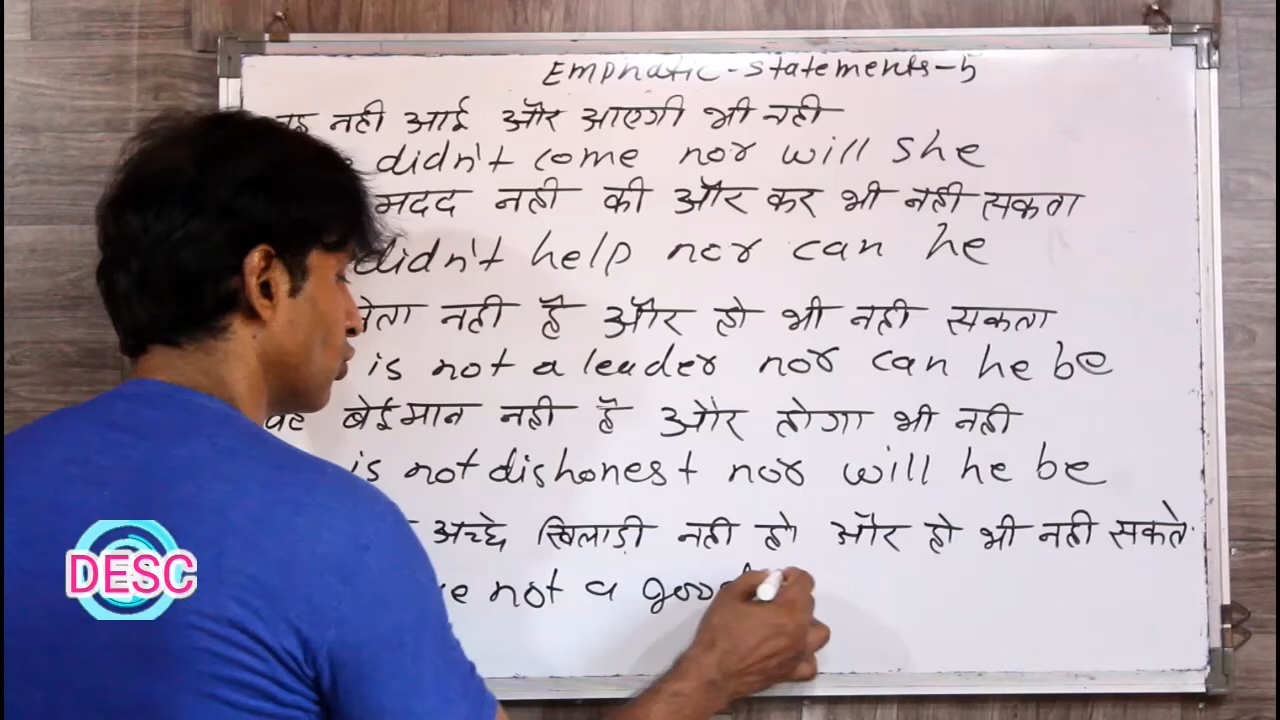 Emphatic-Statements-5
नही आई और आएगी भी नही
didn't come nor will she
मदद नही की और कर भी नही सकता
didn't help nor can he
नेता नही है और हो भी नही सकता
is not a leader nor can he be
वह बेईमान नही है और होगा भी नही
is not dishonest nor will he be
अच्छे खिलाड़ी नही हो और हो भी नही सकते
not a good
DESC